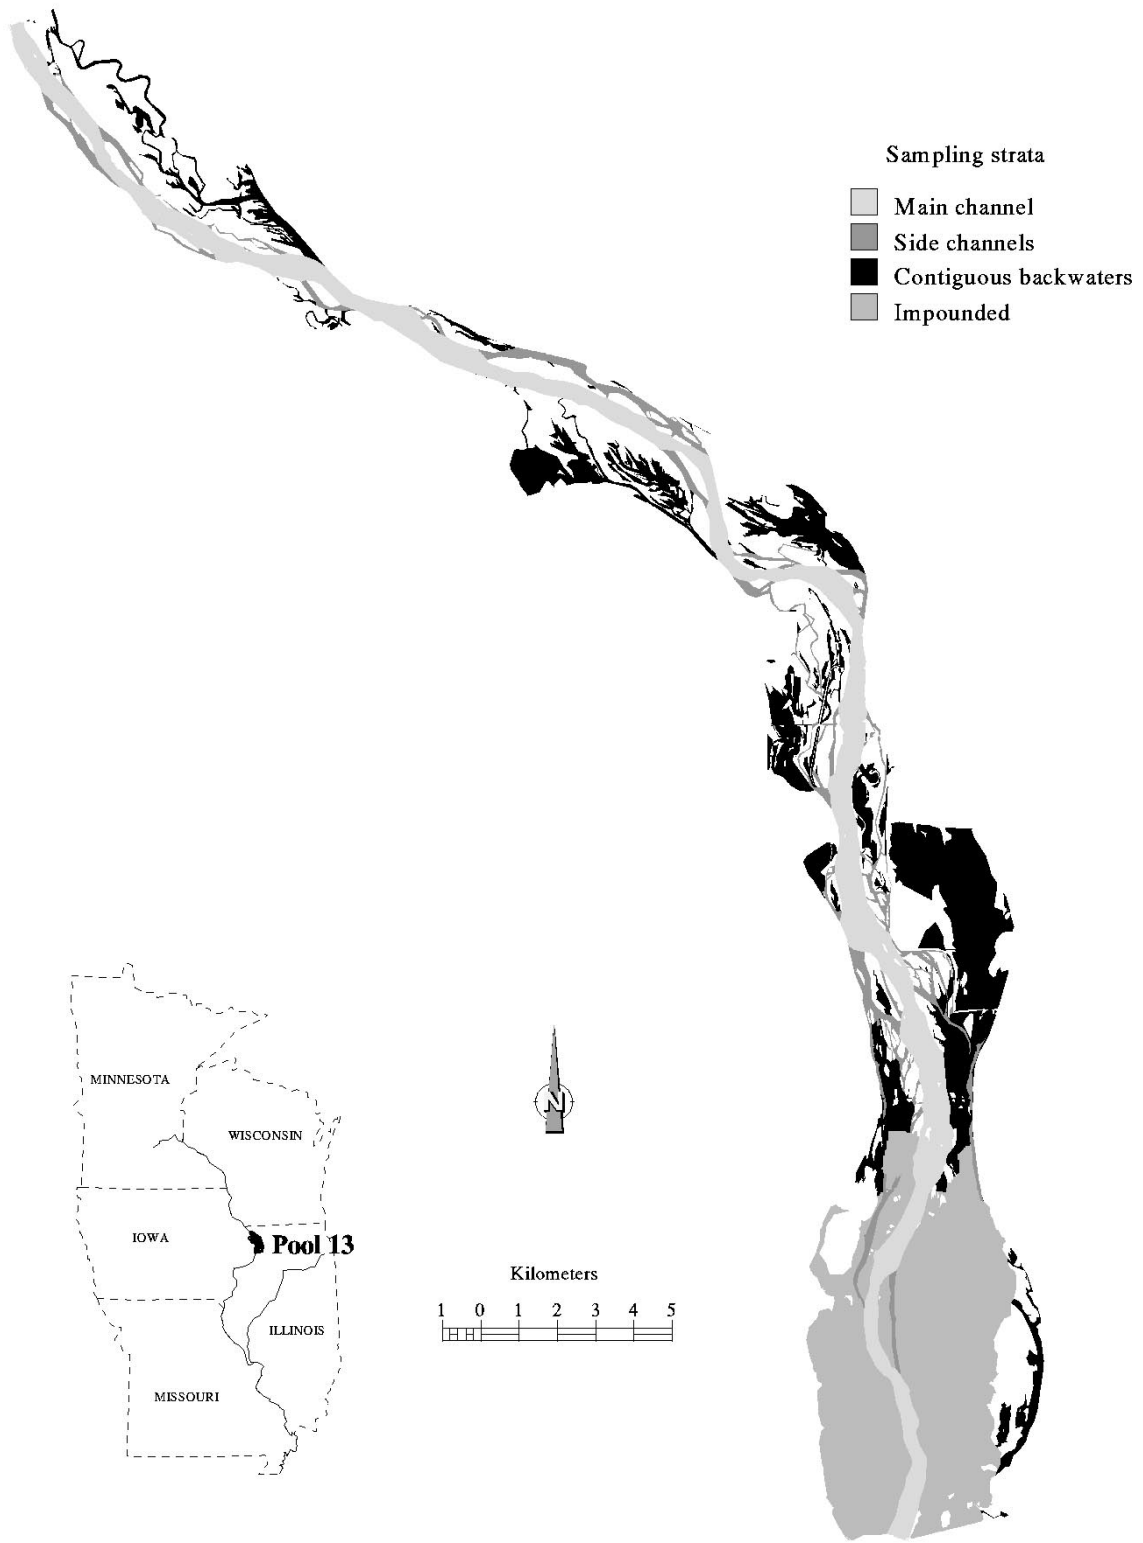 Sampling strata
Main channel
Side channels
Contiguous backwaters
Impounded
MINNESOTA
WISCONSIN
IOWA
Pool 13
ILLINOIS
MISSOURI
N
Kilometers
1 0 1 2 3 4 5